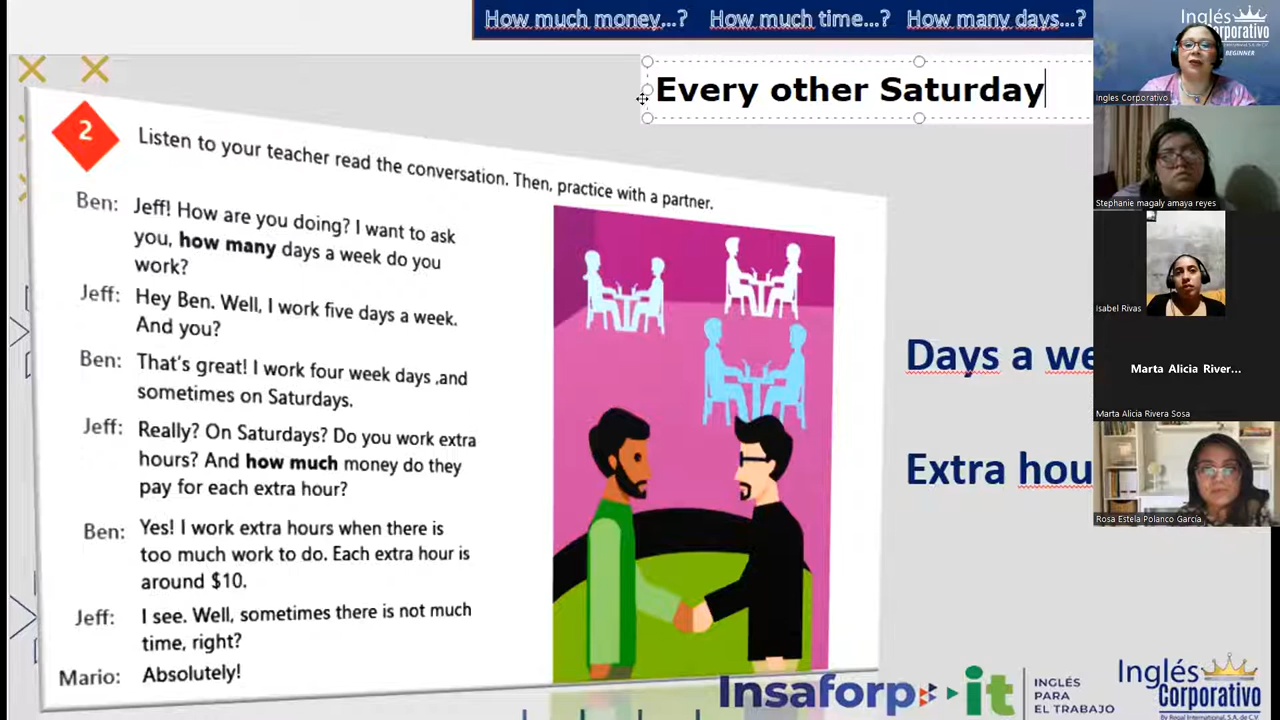 How much money...? How much time...? How many days...?
Every other Saturday
2
Listen to your teacher read the conversation. Then, practice with a partner.
Ben: Jeff! How are you doing? I want to ask
you, how many days a week do you
work?
Jeff: Hey Ben. Well, I work five days a week.
And you?
Ben: That's great! I work four week days ,and
sometimes on Saturdays.
Jeff: Really? On Saturdays? Do you work extra
hours? And how much money do they
pay for each extra hour?
Ben: Yes! I work extra hours when there is
too much work to do. Each extra hour is
around $10.
Jeff: I see. Well, sometimes there is not much
time, right?
Mario: Absolutely!
Days a we
Extra hou
Inglés
Corporativo
BEGINNER
Ingles Corporativo
Stephanie magaly amaya reyes
Isabel Rivas
Marta Alicia River...
Marta Alicia Rivera Sosa
Rosa Estela Polanco García
Insaforp
it
INGLÉS
PARA
EL TRABAJO
Inglés
Corporativo
By Regal International, S.A. de C.V.